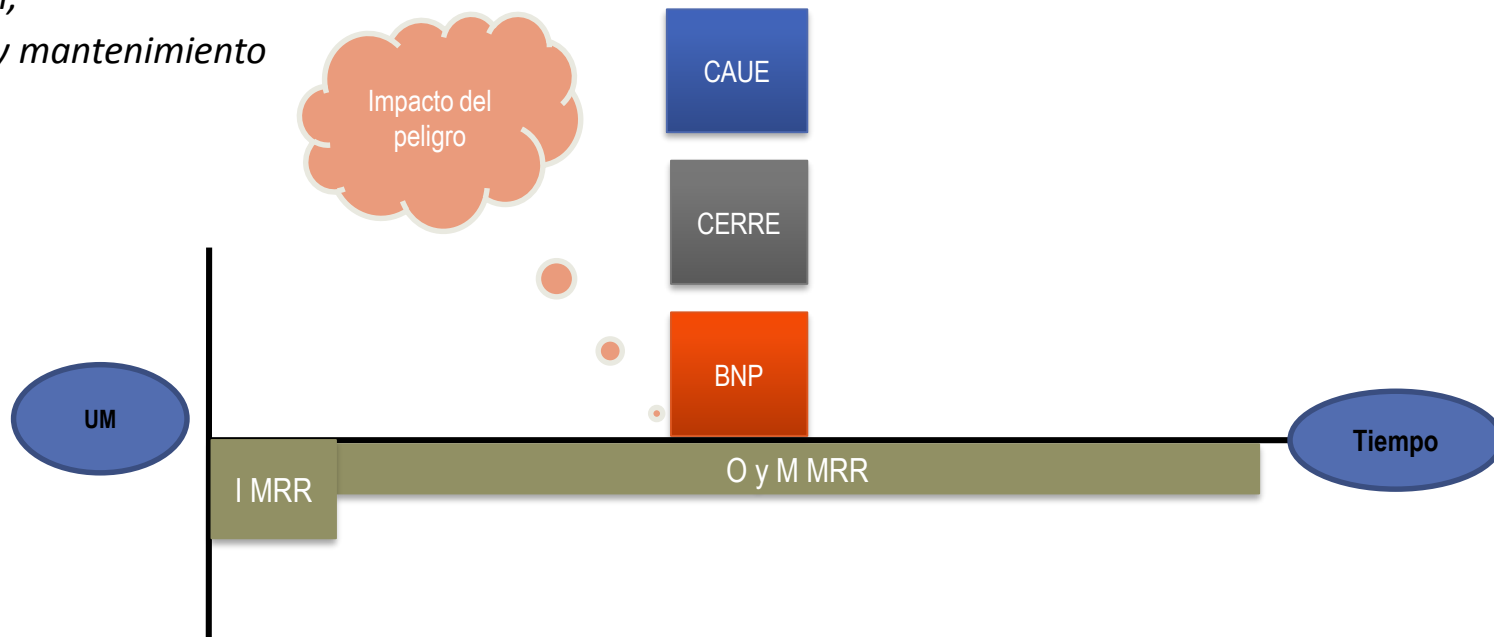 y mantenimiento
Impacto del
peligro
CAUE
CERRE
BNP
UM
Tiempo
I MRR
O y M MRR